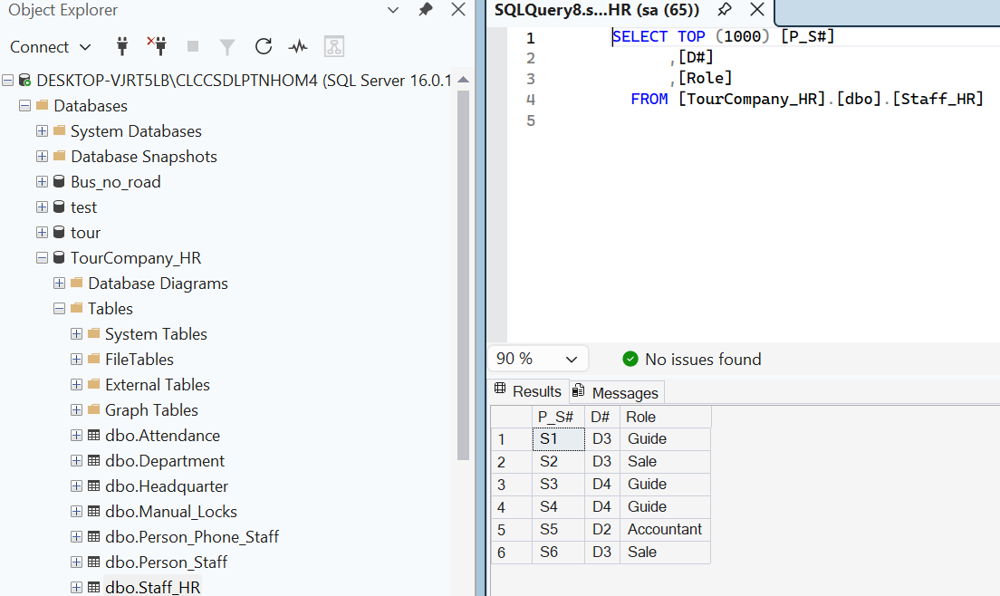 Object Explorer
Connect
DESKTOP-VJRT5LB\CLCCSDLPTNHOM4 (SQL Server 16.0.1
Databases
System Databases
Database Snapshots
Bus_no_road
test
tour
TourCompany_HR
Database Diagrams
Tables
System Tables
FileTables
External Tables
Graph Tables
dbo.Attendance
dbo.Department
dbo.Headquarter
dbo.Manual_Locks
dbo.Person_Phone_Staff
dbo.Person_Staff
dbo.Staff_HR
SQLQuery8.s...HR (sa (65))
1 SELECT TOP (1000) [P_S#]
2 ,[D#]
3 ,[Role]
4 FROM [TourCompany_HR].[dbo].[Staff_HR]
5
90 % No issues found
Results Messages
P_S# D# Role
1 S1 D3 Guide
2 S2 D3 Sale
3 S3 D4 Guide
4 S4 D4 Guide
5 S5 D2 Accountant
6 S6 D3 Sale